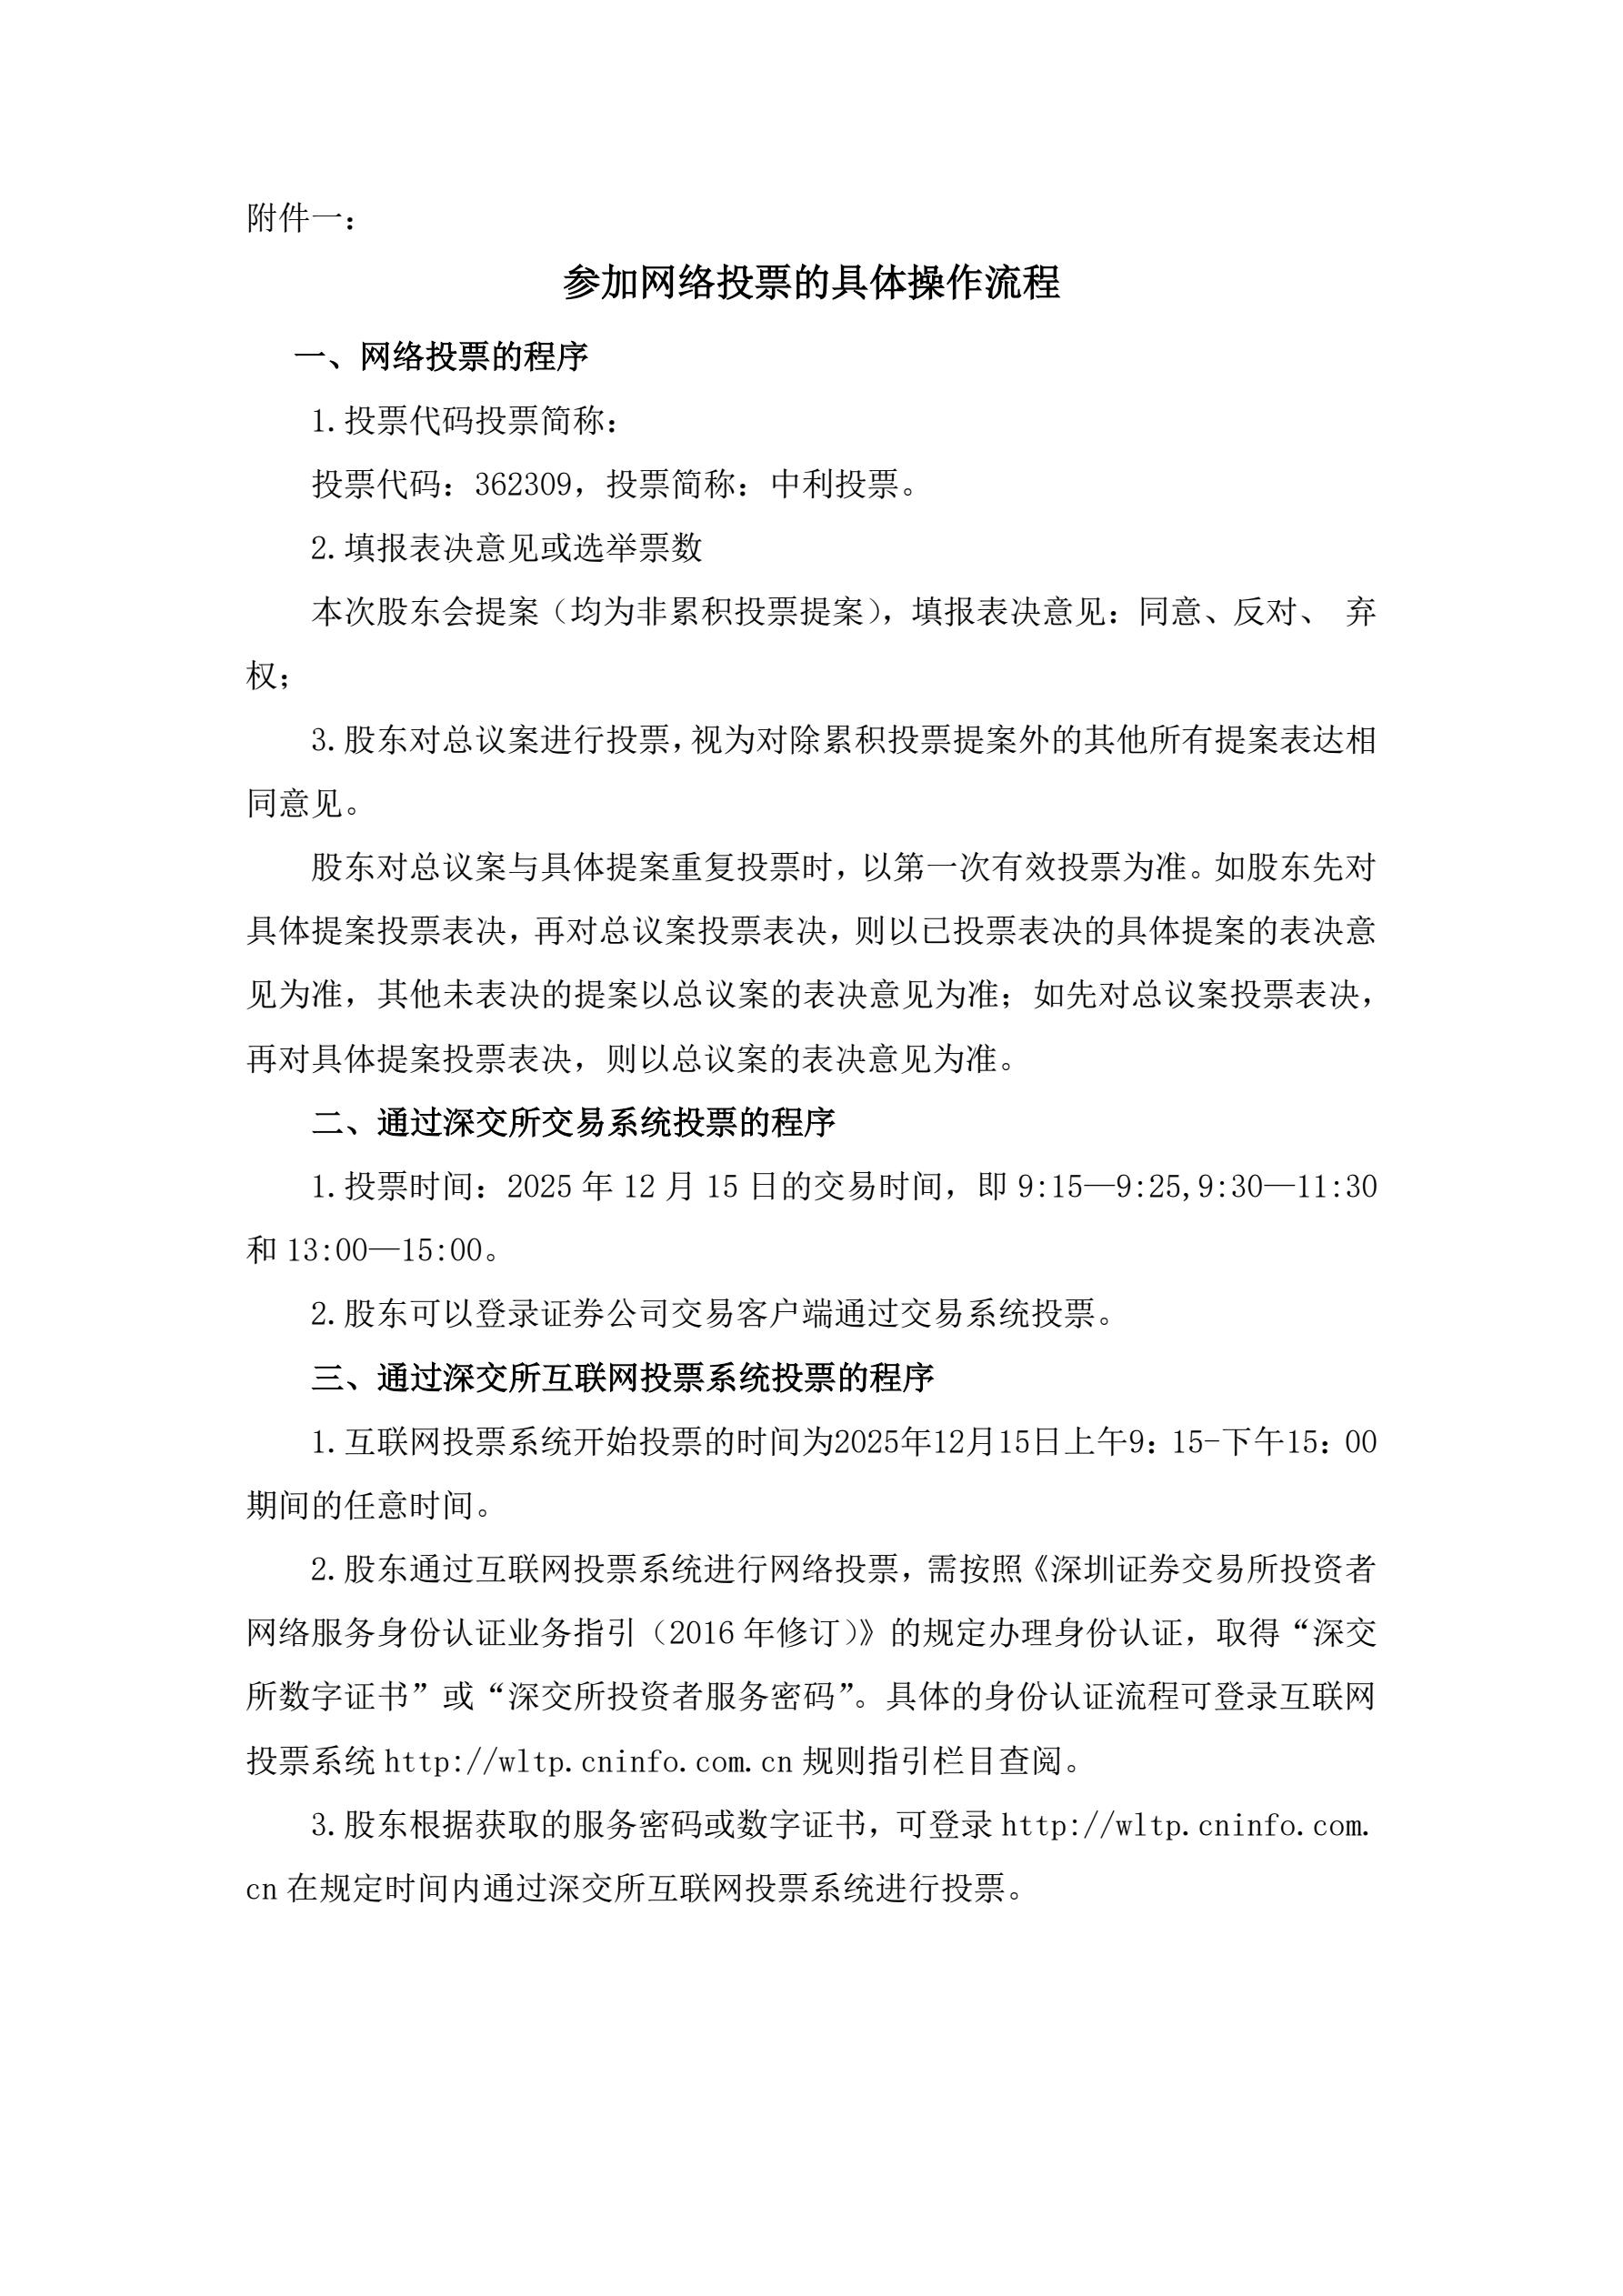 附件一：
参加网络投票的具体操作流程
一、网络投票的程序
1.投票代码投票简称：
投票代码：362309，投票简称：中利投票。
2.填报表决意见或选举票数
本次股东会提案（均为非累积投票提案），填报表决意见：同意、反对、 弃
权；
3.股东对总议案进行投票，视为对除累积投票提案外的其他所有提案表达相
同意见。
股东对总议案与具体提案重复投票时，以第一次有效投票为准。如股东先对
具体提案投票表决，再对总议案投票表决，则以已投票表决的具体提案的表决意
见为准，其他未表决的提案以总议案的表决意见为准；如先对总议案投票表决，
再对具体提案投票表决，则以总议案的表决意见为准。
二、通过深交所交易系统投票的程序
1.投票时间：2025 年 12 月 15 日的交易时间，即 9:15—9:25,9:30—11:30
和 13:00—15:00。
2.股东可以登录证券公司交易客户端通过交易系统投票。
三、通过深交所互联网投票系统投票的程序
1.互联网投票系统开始投票的时间为2025年12月15日上午9：15-下午15：00
期间的任意时间。
2.股东通过互联网投票系统进行网络投票，需按照《深圳证券交易所投资者
网络服务身份认证业务指引（2016 年修订）》的规定办理身份认证，取得“深交
所数字证书”或“深交所投资者服务密码”。具体的身份认证流程可登录互联网
投票系统 http://wltp.cninfo.com.cn 规则指引栏目查阅。
3.股东根据获取的服务密码或数字证书，可登录 http://wltp.cninfo.com.
cn 在规定时间内通过深交所互联网投票系统进行投票。